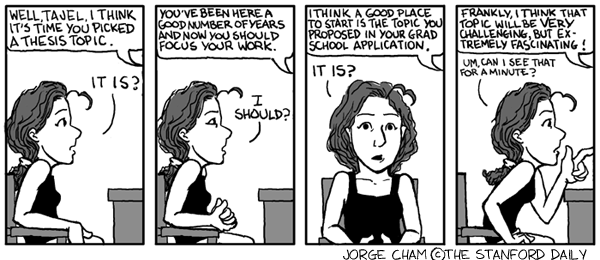 WELL, TAJEL, I THINK
IT'S TIME YOU PICKED
A THESIS TOPIC.
IT IS?
YOU'VE BEEN HERE A
GOOD NUMBER OF YEARS
AND NOW YOU SHOULD
FOCUS YOUR WORK.
I
SHOULD?
I THINK A GOOD PLACE
TO START IS THE TOPIC YOU
PROPOSED IN YOUR GRAD
SCHOOL APPLICATION.
IT IS?
FRANKLY, I THINK THAT
TOPIC WILL BE VERY
CHALLENGING, BUT EX-
TREMELY FASCINATING!
UM, CAN I SEE THAT
FOR A MINUTE?
JORGE CHAM ©THE STANFORD DAILY